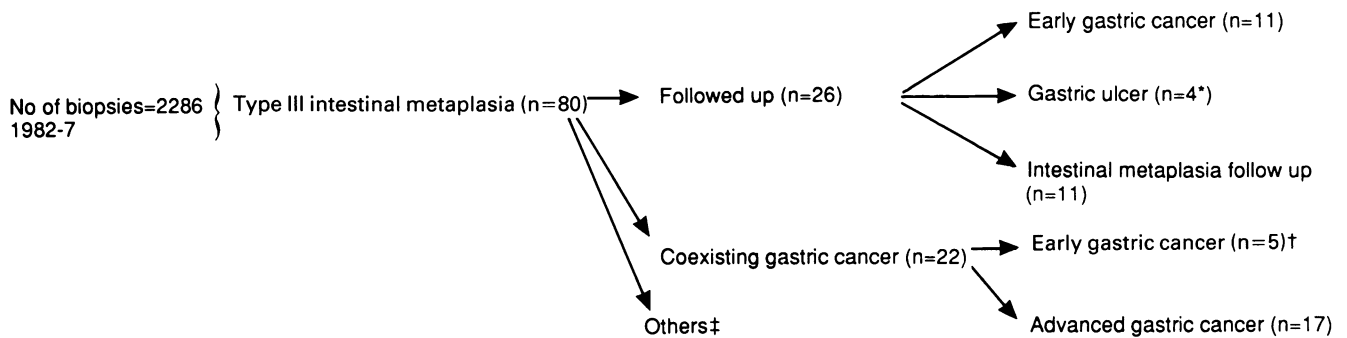 Early gastric cancer (n=11)
No of biopsies=2286 } Type III intestinal metaplasia (n=80)
1982-7
Followed up (n=26)
Gastric ulcer (n=4*)
Intestinal metaplasia follow up
(n=11)
Coexisting gastric cancer (n=22)
Early gastric cancer (n=5)†
Others‡
Advanced gastric cancer (n=17)